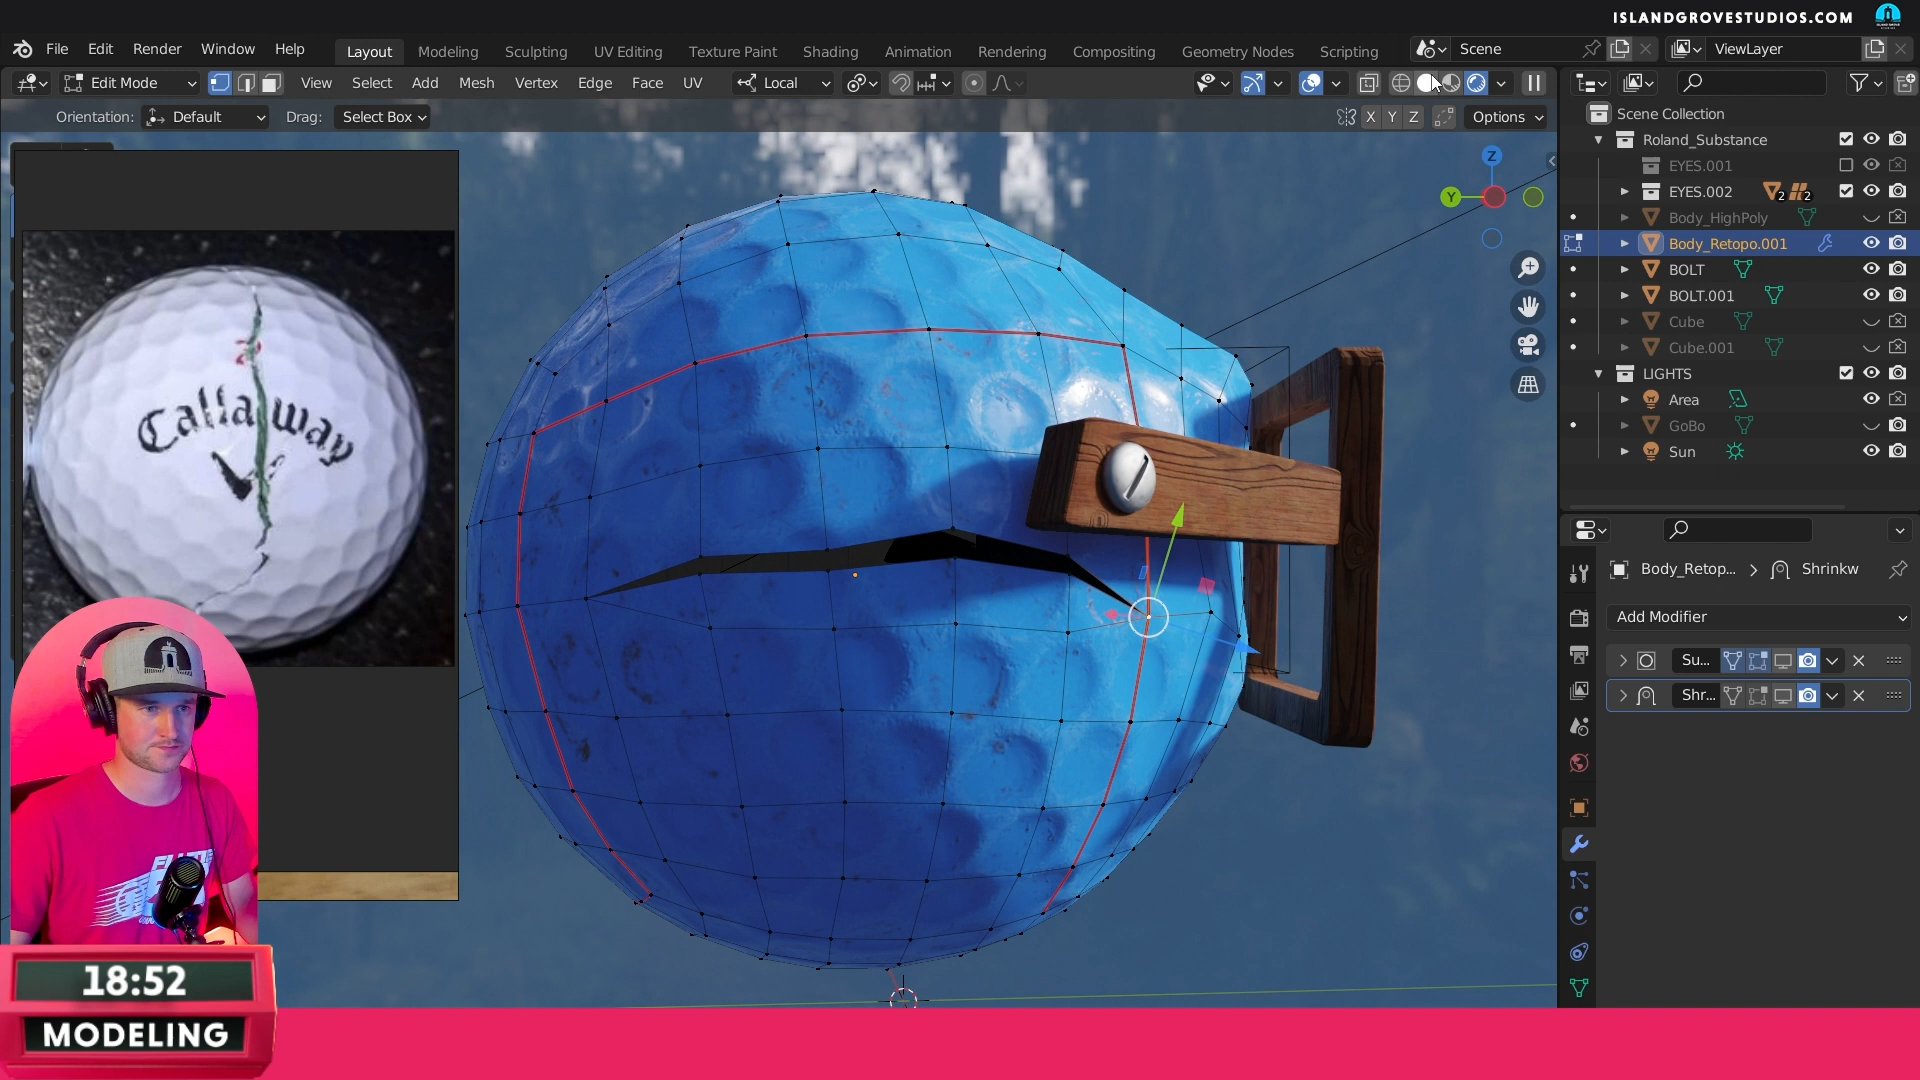 ISLANDGROVESTUDIOS.COM
File Edit Render Window Help
Layout Modeling Sculpting UV Editing Texture Paint Shading Animation Rendering Compositing Geometry Nodes Scripting
Scene
ViewLayer
Edit Mode
View Select Add Mesh Vertex Edge Face UV
Local
Orientation: Default Drag: Select Box
X Y Z
Options
Scene Collection
Roland_Substance
EYES.001
EYES.002
2 2
Body_HighPoly
Body_Retopo.001
BOLT
BOLT.001
Cube
Cube.001
LIGHTS
Area
GoBo
Sun
Z
Y
Callaway
Body_Retop... Shrinkw
Add Modifier
Su...
Shr...
18:52
MODELING